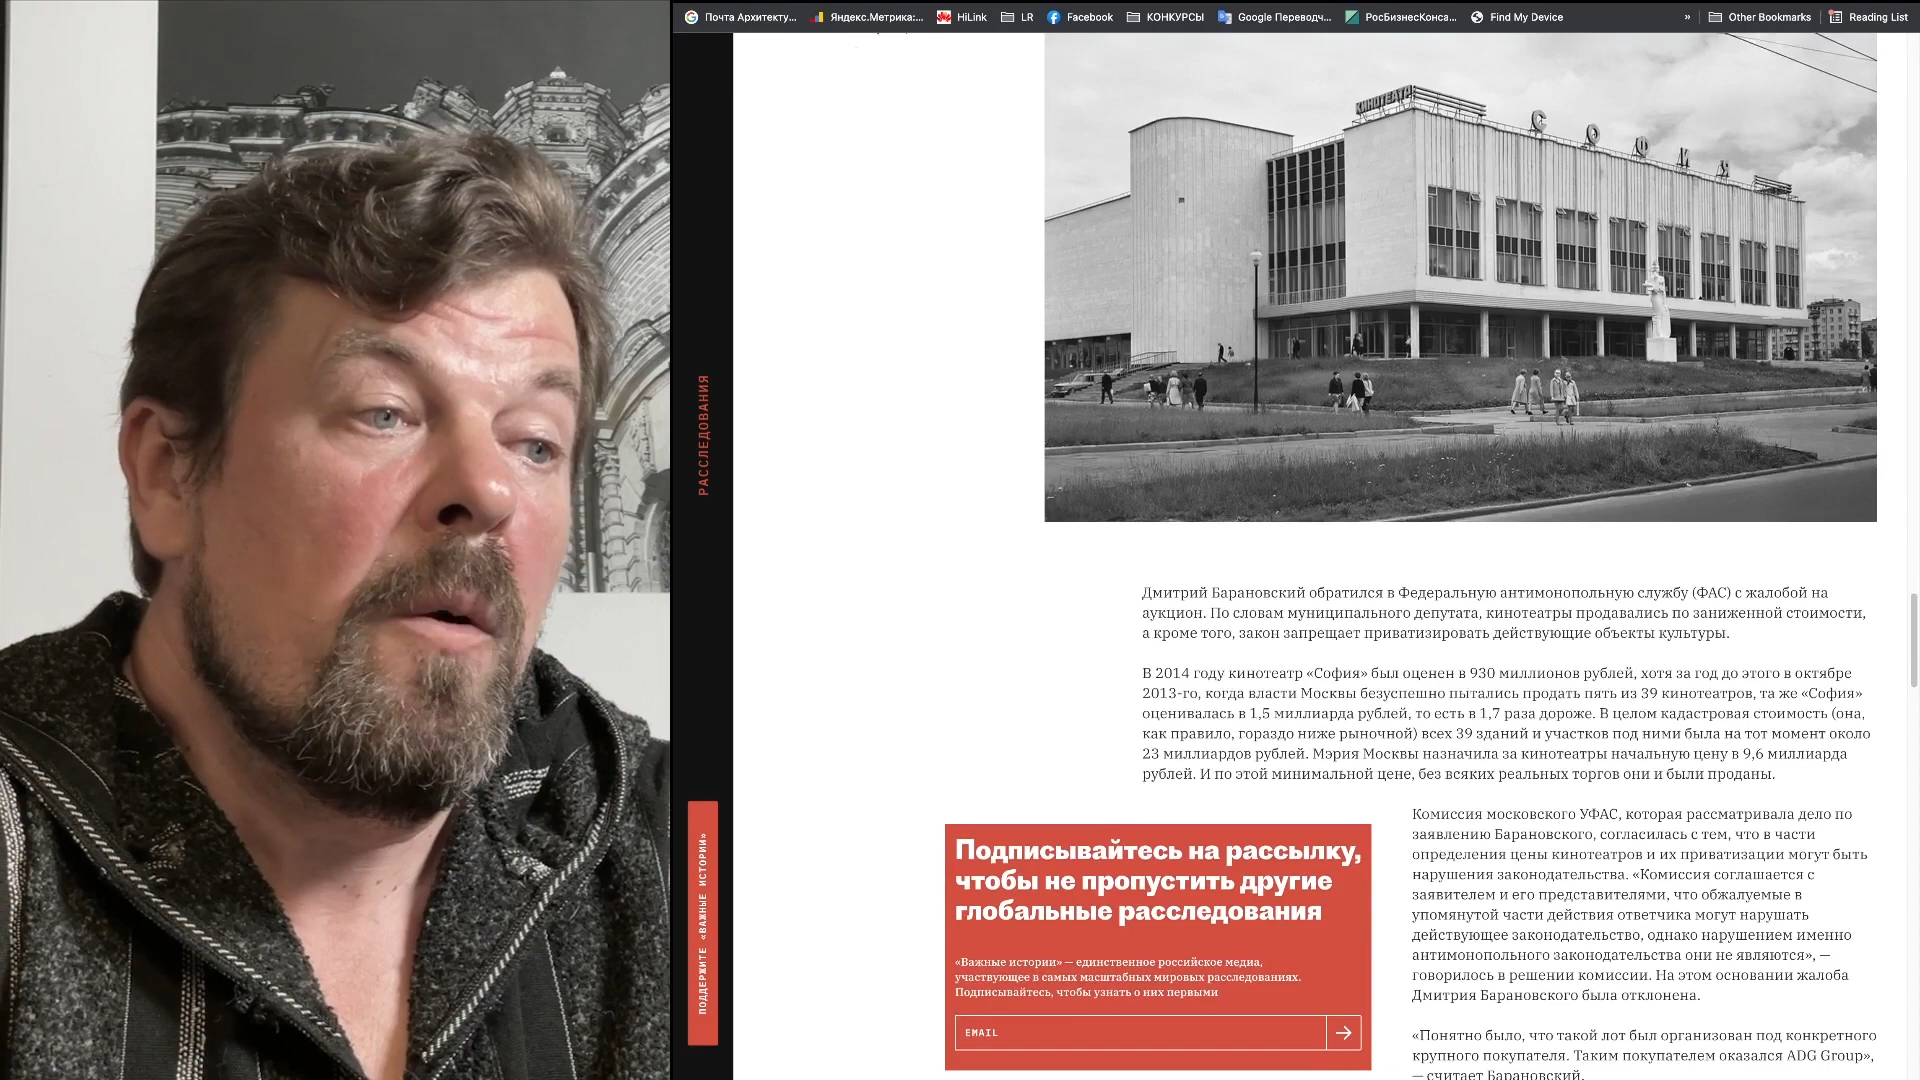 Почта Архитекту...
Яндекс.Метрика:...
HiLink
LR
Facebook
КОНКУРСЫ
Google Переводч...
РосБизнесКонса...
Find My Device
»
Other Bookmarks
Reading List
РАССЛЕДОВАНИЯ
ПОДДЕРЖИТЕ «ВАЖНЫЕ ИСТОРИИ»
КИНОТЕАТР
СОФИЯ
Дмитрий Барановский обратился в Федеральную антимонопольную службу (ФАС) с жалобой на
аукцион. По словам муниципального депутата, кинотеатры продавались по заниженной стоимости,
а кроме того, закон запрещает приватизировать действующие объекты культуры.
В 2014 году кинотеатр «София» был оценен в 930 миллионов рублей, хотя за год до этого в октябре
2013-го, когда власти Москвы безуспешно пытались продать пять из 39 кинотеатров, та же «София»
оценивалась в 1,5 миллиарда рублей, то есть в 1,7 раза дороже. В целом кадастровая стоимость (она,
как правило, гораздо ниже рыночной) всех 39 зданий и участков под ними была на тот момент около
23 миллиардов рублей. Мэрия Москвы назначила за кинотеатры начальную цену в 9,6 миллиарда
рублей. И по этой минимальной цене, без всяких реальных торгов они и были проданы.
Подписывайтесь на рассылку,
чтобы не пропустить другие
глобальные расследования
«Важные истории» — единственное российское медиа,
участвующее в самых масштабных мировых расследованиях.
Подписывайтесь, чтобы узнать о них первыми
EMAIL
Комиссия московского УФАС, которая рассматривала дело по
заявлению Барановского, согласилась с тем, что в части
определения цены кинотеатров и их приватизации могут быть
нарушения законодательства. «Комиссия соглашается с
заявителем и его представителями, что обжалуемые в
упомянутой части действия ответчика могут нарушать
действующее законодательство, однако нарушением именно
антимонопольного законодательства они не являются», —
говорилось в решении комиссии. На этом основании жалоба
Дмитрия Барановского была отклонена.
«Понятно было, что такой лот был организован под конкретного
крупного покупателя. Таким покупателем оказался ADG Group»,
— считает Барановский.